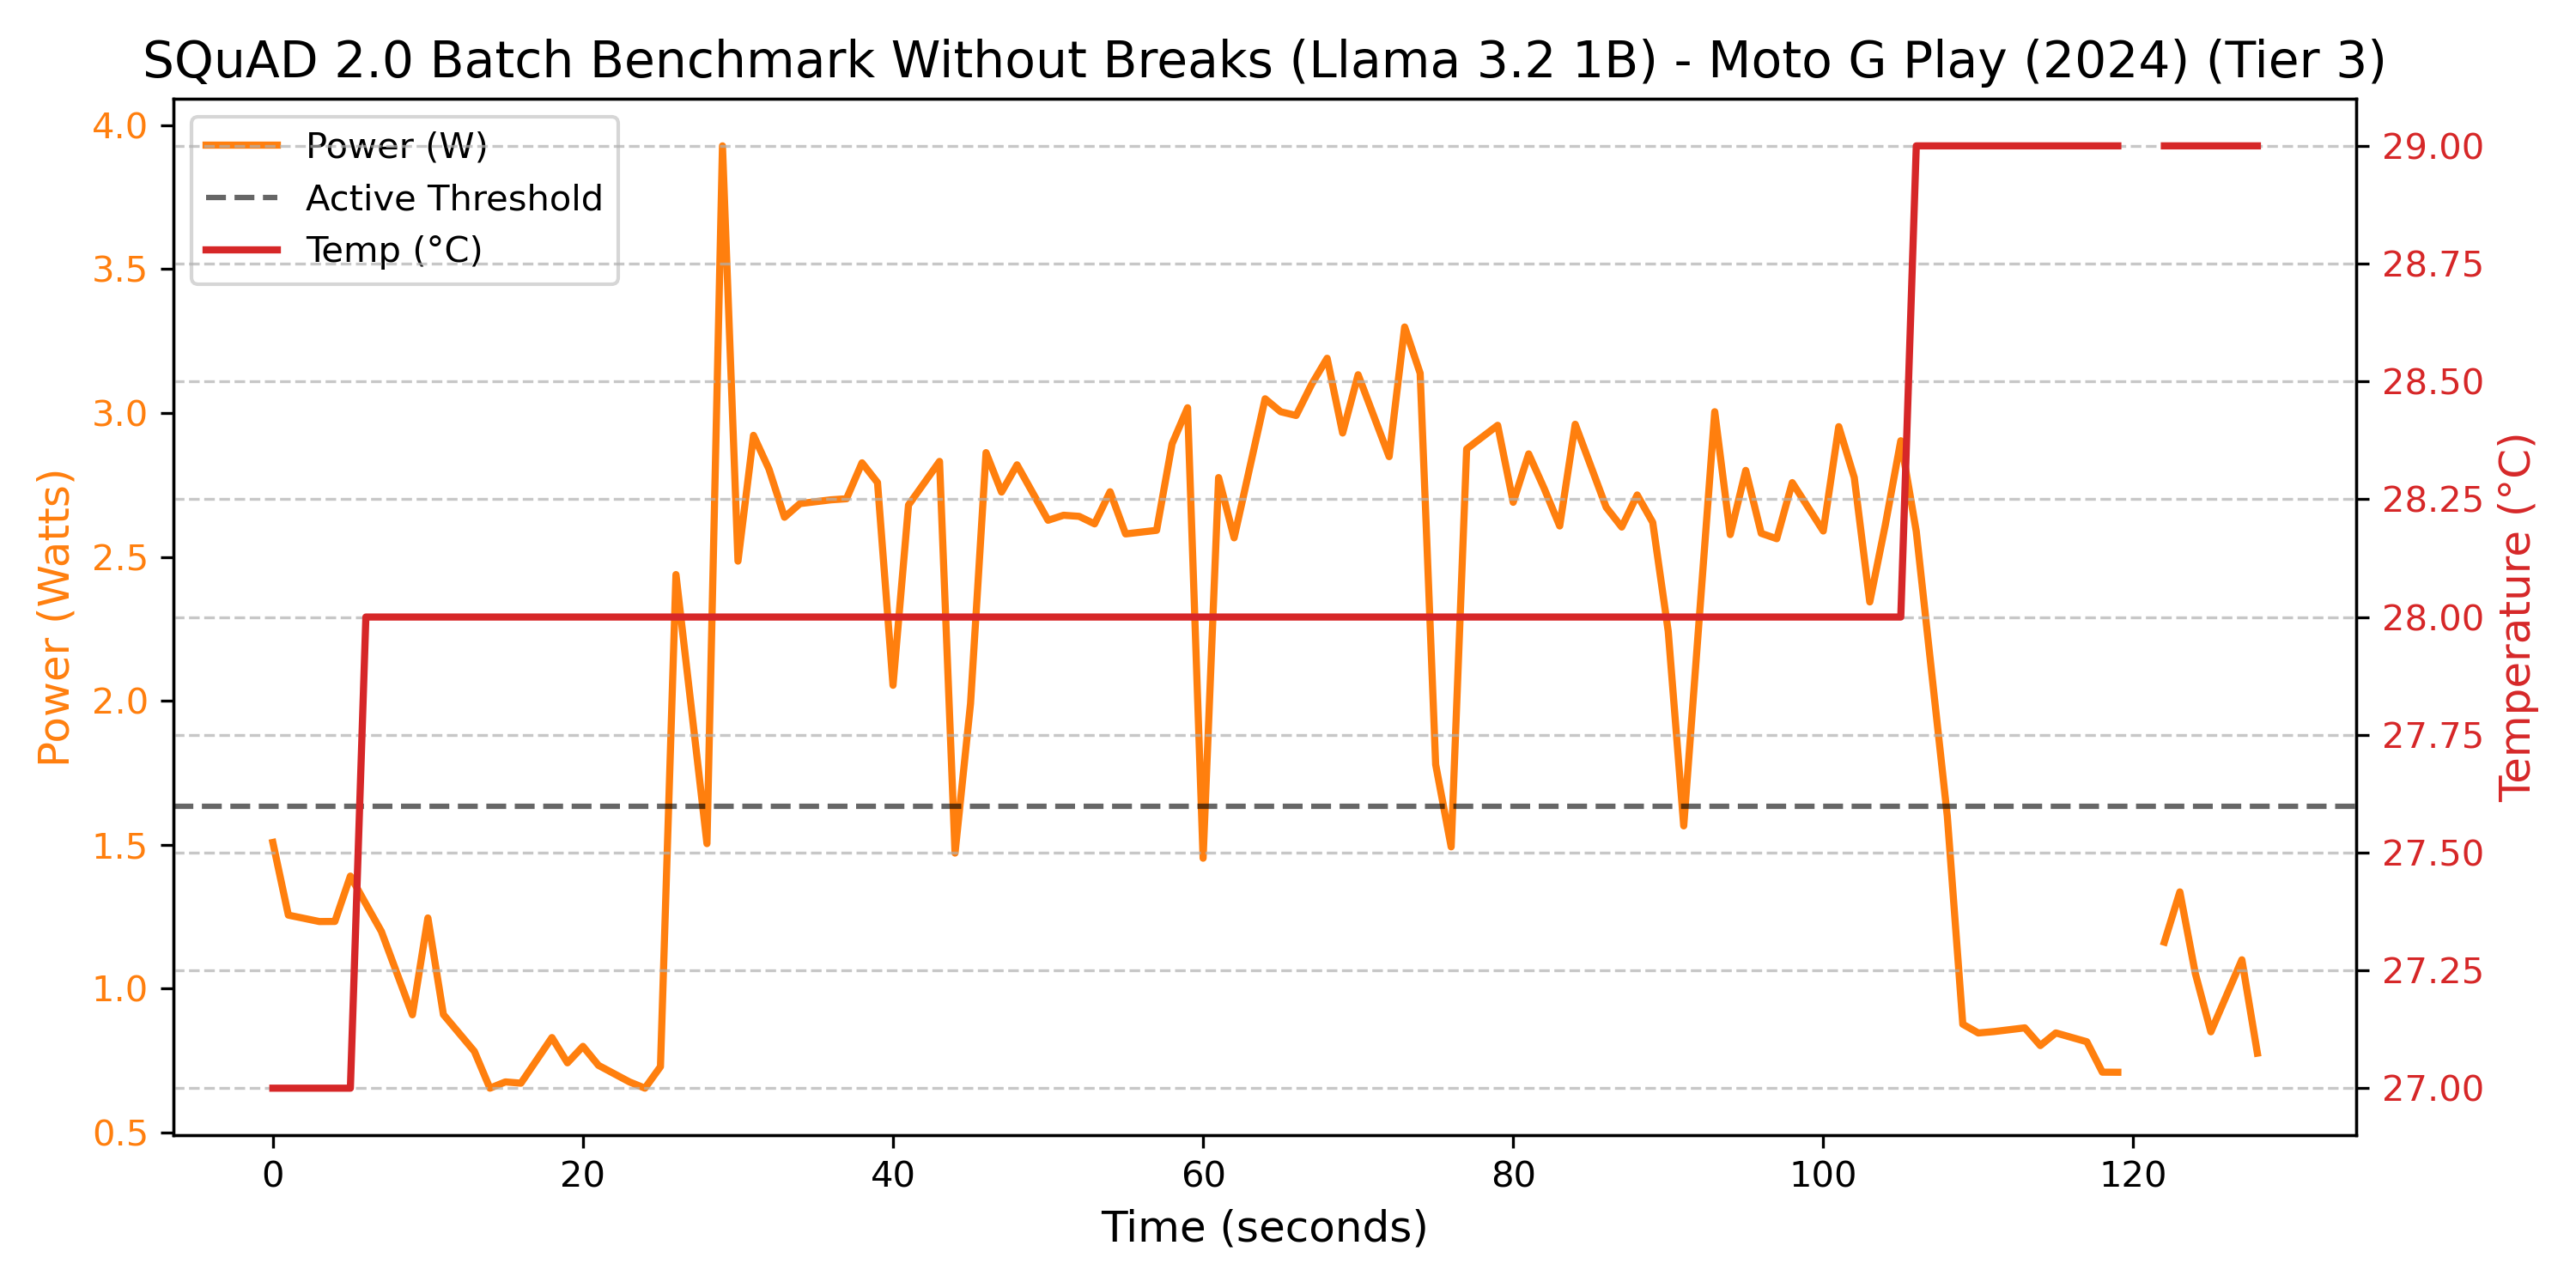 SQuAD 2.0 Batch Benchmark Without Breaks (Llama 3.2 1B) - Moto G Play (2024) (Tier 3)
Power (W)
Active Threshold
Temp (°C)
Power (Watts)
4.0
3.5
3.0
2.5
2.0
1.5
1.0
0.5
29.00
28.75
28.50
28.25
28.00
27.75
27.50
27.25
27.00
Temperature (°C)
0 20 40 60 80 100 120
Time (seconds)